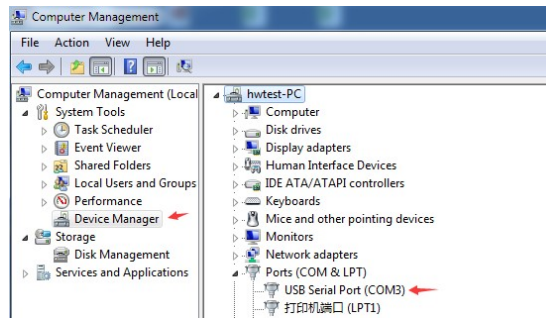 Computer Management
File Action View Help
Computer Management (Local
System Tools
Task Scheduler
Event Viewer
Shared Folders
Local Users and Groups
Performance
Device Manager
Storage
Disk Management
Services and Applications
hwtest-PC
Computer
Disk drives
Display adapters
Human Interface Devices
IDE ATA/ATAPI controllers
Keyboards
Mice and other pointing devices
Monitors
Network adapters
Ports (COM & LPT)
USB Serial Port (COM3)
打印机端口 (LPT1)